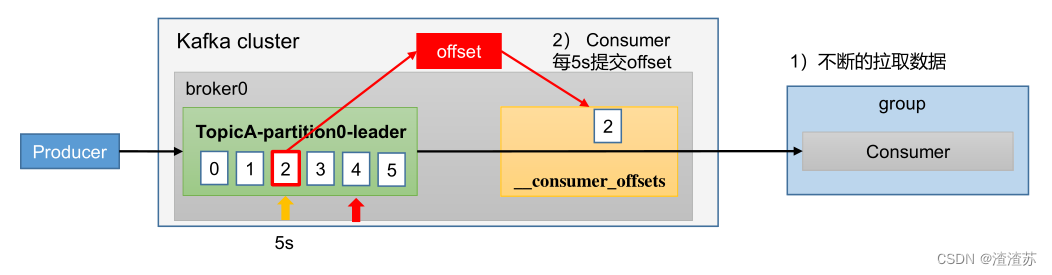 Kafka cluster
offset
2） Consumer
每5s提交offset
1）不断的拉取数据
broker0
group
TopicA-partition0-leader
2
Producer
Consumer
0 1 2 3 4 5
__consumer_offsets
5s
CSDN @渣渣苏